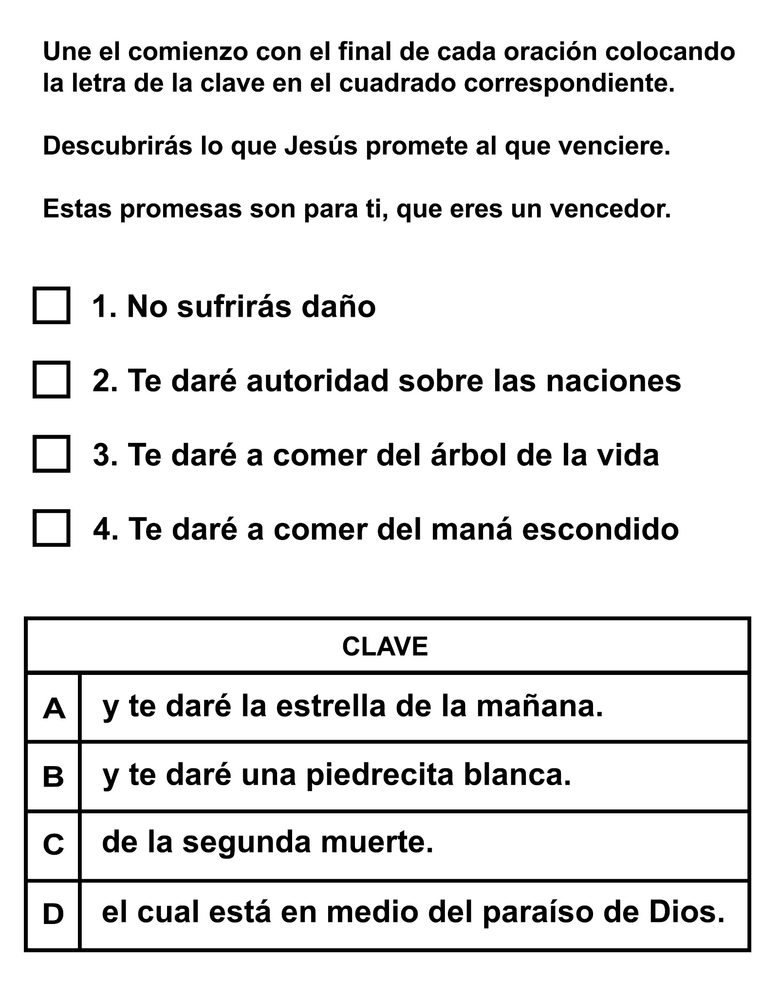 Une el comienzo con el final de cada oración colocando
la letra de la clave en el cuadrado correspondiente.
Descubrirás lo que Jesús promete al que venciere.
Estas promesas son para ti, que eres un vencedor.
1. No sufrirás daño
2. Te daré autoridad sobre las naciones
3. Te daré a comer del árbol de la vida
4. Te daré a comer del maná escondido
CLAVE
A y te daré la estrella de la mañana.
B y te daré una piedrecita blanca.
C de la segunda muerte.
D el cual está en medio del paraíso de Dios.